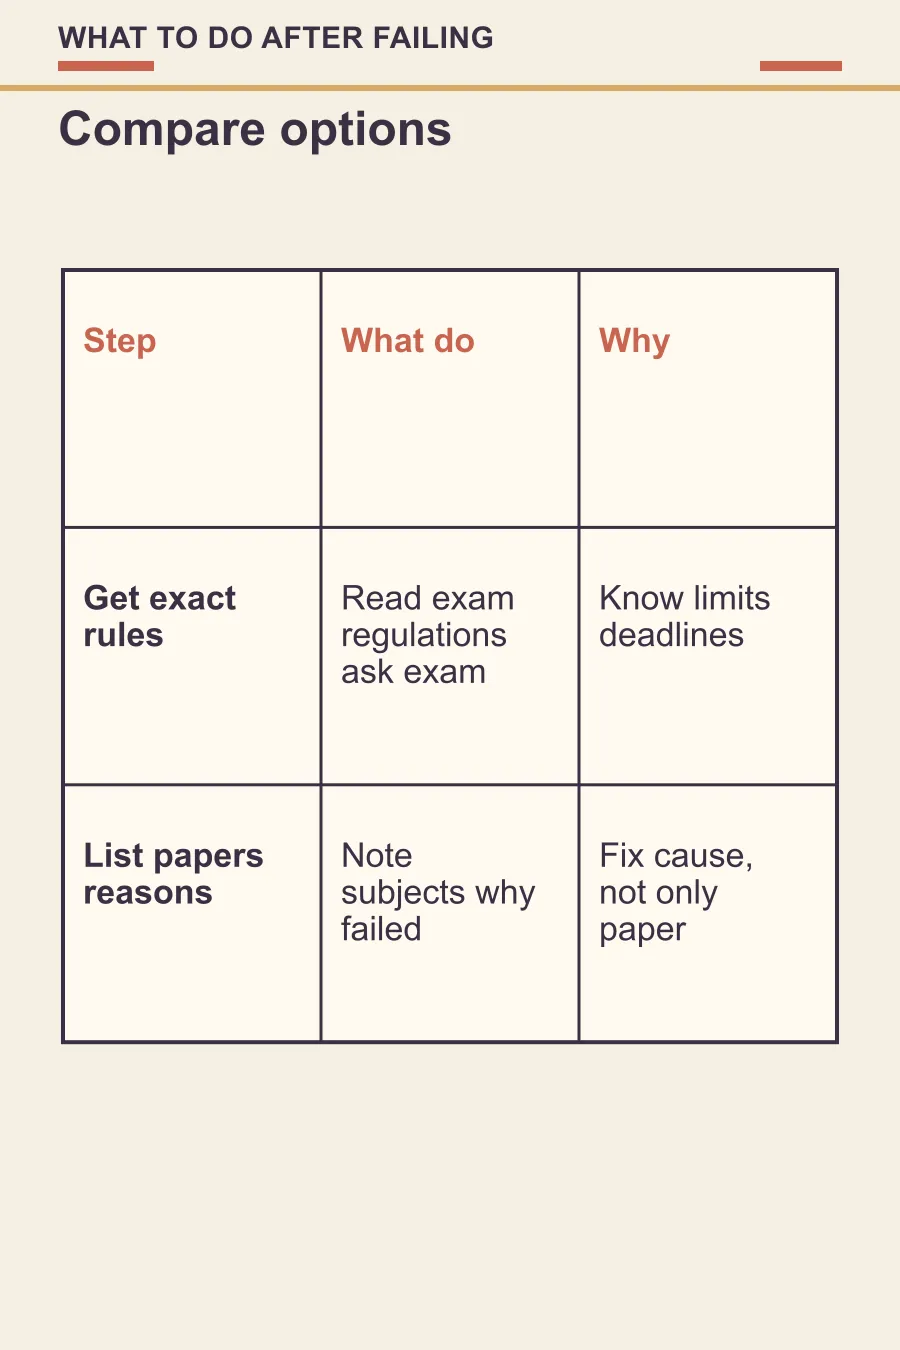 WHAT TO DO AFTER FAILING
Compare options
Step
What do
Why
Get exact
rules
Read exam
regulations
ask exam
Know limits
deadlines
List papers
reasons
Note
subjects why
failed
Fix cause,
not only
paper